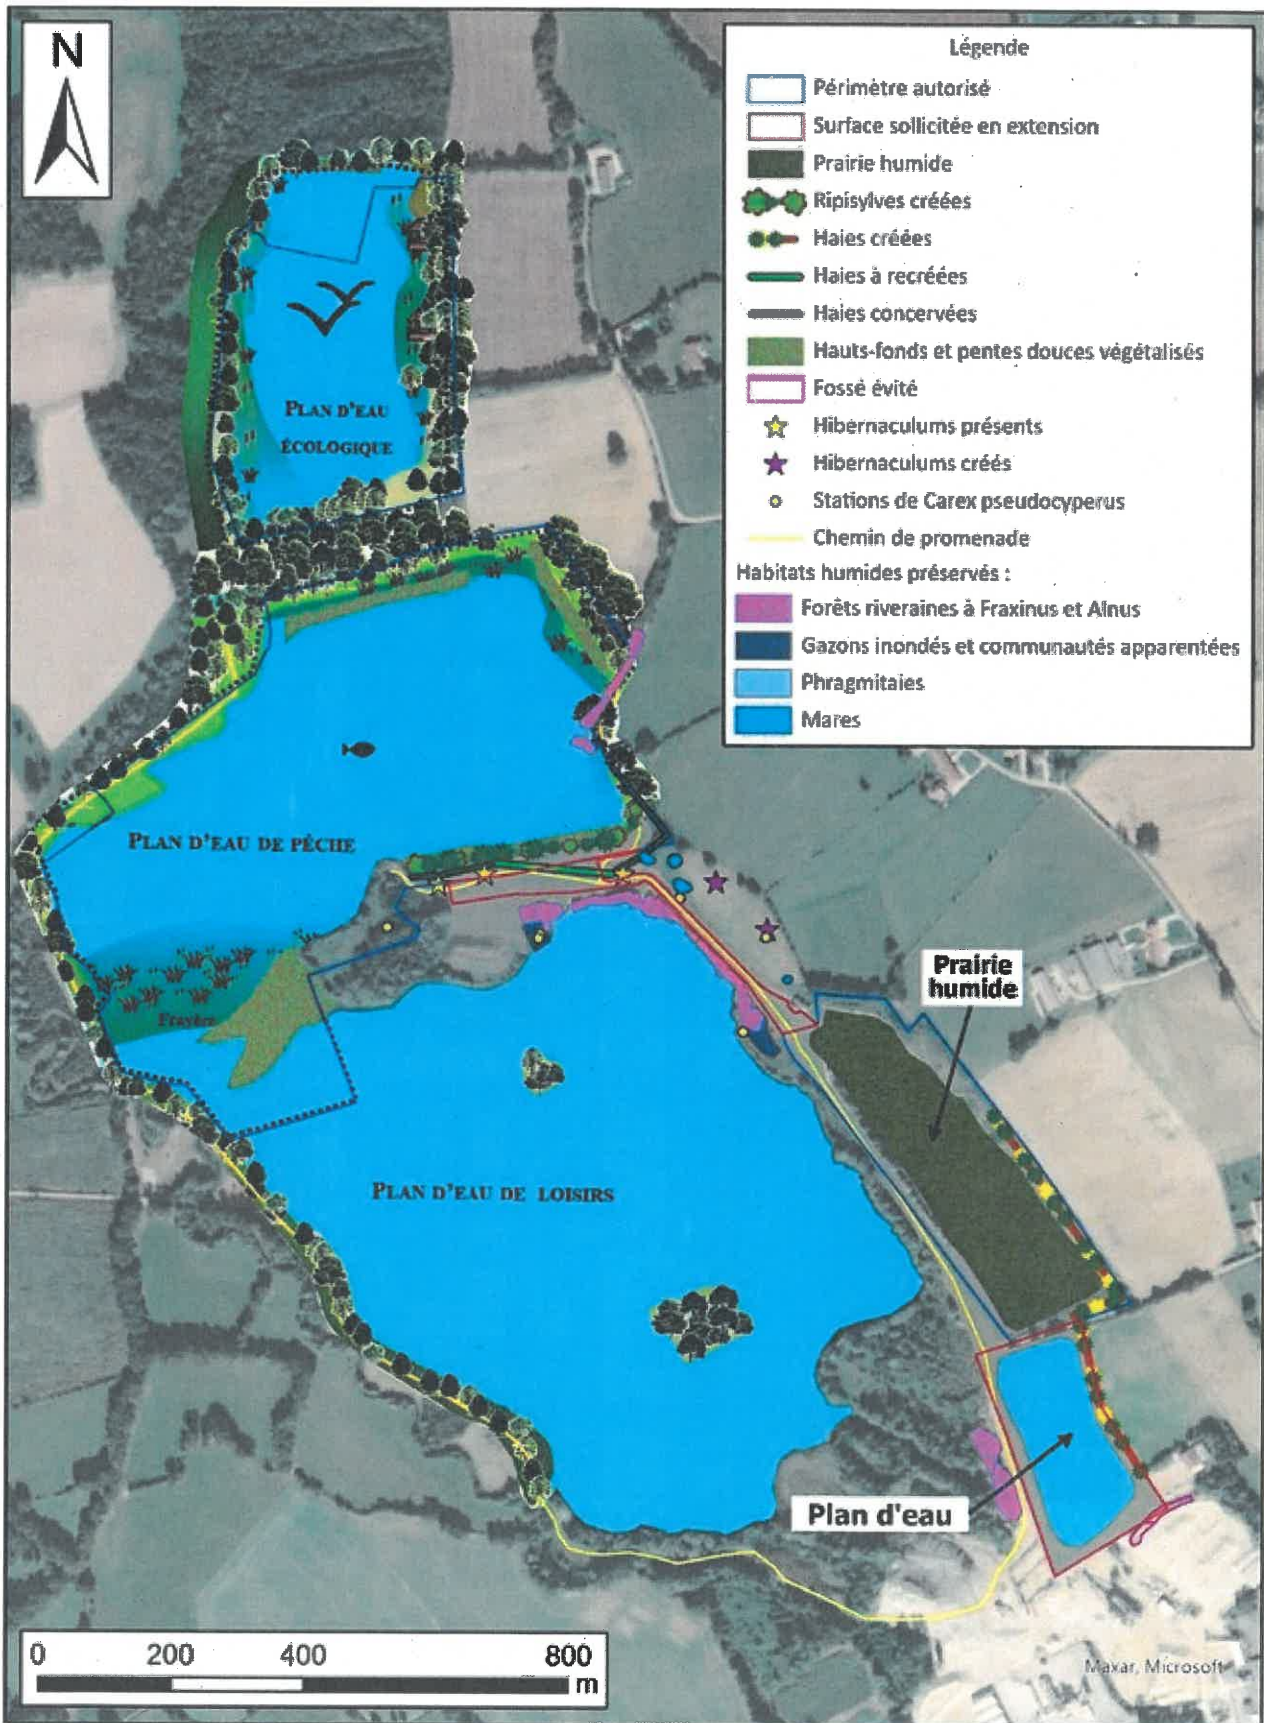 N
Légende
Périmètre autorisé
Surface sollicitée en extension
Prairie humide
Ripisylves créées
Haies créées
Haies à recréées
Haies concervées
Hauts-fonds et pentes douces végétalisés
Fossé évité
Hibernaculums présents
Hibernaculums créés
Stations de Carex pseudocyperus
Chemin de promenade
Habitats humides préservés :
Forêts riveraines à Fraxinus et Alnus
Gazons inondés et communautés apparentées
Phragmitaies
Mares
PLAN D'EAU
ÉCOLOGIQUE
PLAN D'EAU DE PÊCHE
Frayère
Prairie
humide
PLAN D'EAU DE LOISIRS
Plan d'eau
0 200 400 800
m
Maxar, Microsoft